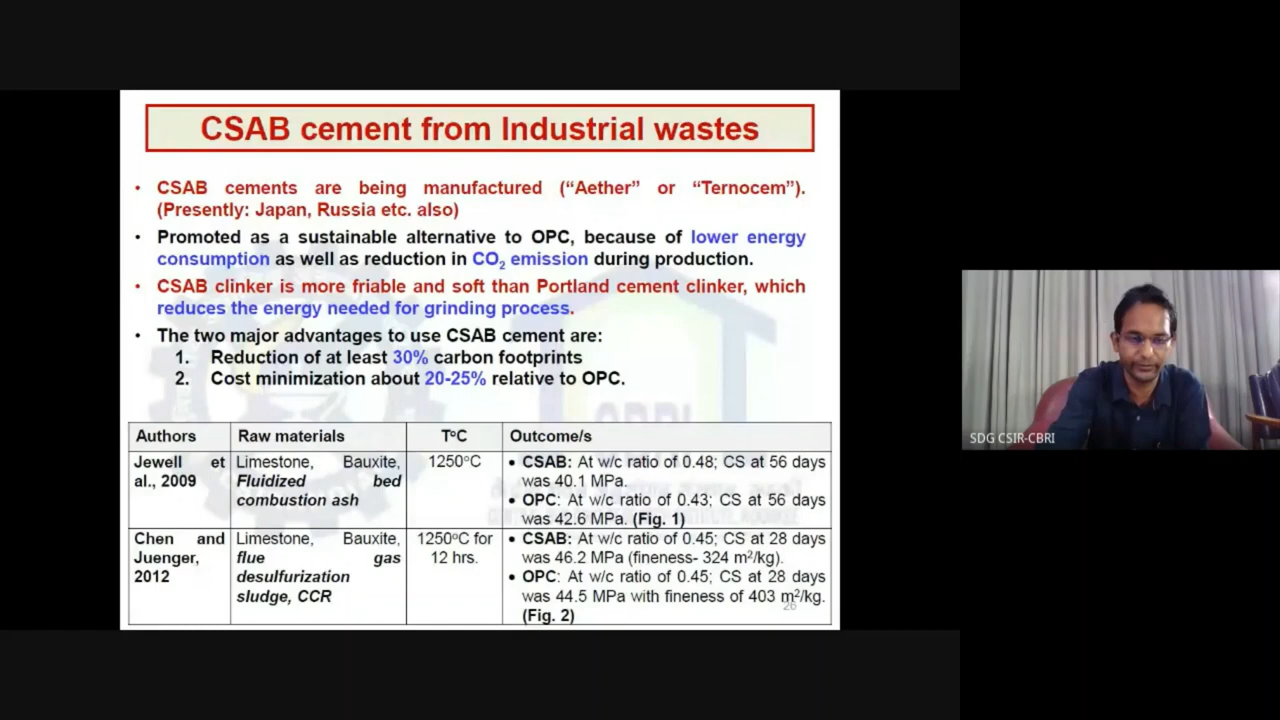 CSAB cement from Industrial wastes
• CSAB cements are being manufactured (“Aether” or “Ternocem”).
(Presently: Japan, Russia etc. also)
• Promoted as a sustainable alternative to OPC, because of lower energy
consumption as well as reduction in CO₂ emission during production.
• CSAB clinker is more friable and soft than Portland cement clinker, which
reduces the energy needed for grinding process.
• The two major advantages to use CSAB cement are:
1. Reduction of at least 30% carbon footprints
2. Cost minimization about 20-25% relative to OPC.
Authors Raw materials TºC Outcome/s
Jewell et
al., 2009
Limestone, Bauxite,
Fluidized bed
combustion ash
1250ºC
• CSAB: At w/c ratio of 0.48; CS at 56 days
was 40.1 MPa.
• OPC: At w/c ratio of 0.43; CS at 56 days
was 42.6 MPa. (Fig. 1)
Chen and
Juenger,
2012
Limestone, Bauxite,
flue gas
desulfurization
sludge, CCR
1250ºC for
12 hrs.
• CSAB: At w/c ratio of 0.45; CS at 28 days
was 46.2 MPa (fineness- 324 m²/kg).
• OPC: At w/c ratio of 0.45; CS at 28 days
was 44.5 MPa with fineness of 403 m²/kg.
(Fig. 2)
26
SDG CSIR-CBRI